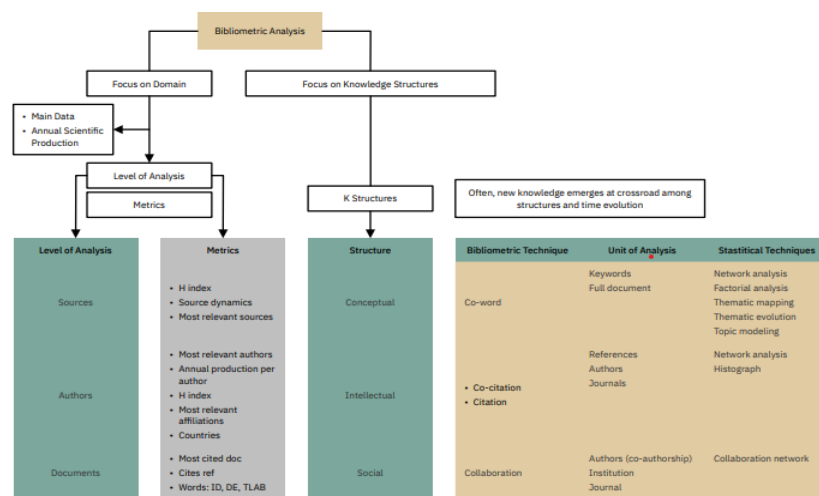 Bibliometric Analysis
Focus on Domain
Focus on Knowledge Structures
• Main Data
• Annual Scientific
Production
Level of Analysis
Metrics
K Structures
Often, new knowledge emerges at crossroad among
structures and time evolution
Level of Analysis
Sources
Authors
Documents
Metrics
• H index
• Source dynamics
• Most relevant sources
• Most relevant authors
• Annual production per
author
• H index
• Most relevant
affiliations
• Countries
• Most cited doc
• Cites ref
• Words: ID, DE, TLAB
Structure
Conceptual
Intellectual
Social
Bibliometric Technique
Co-word
• Co-citation
• Citation
Collaboration
Unit of Analysis
Keywords
Full document
References
Authors
Journals
Authors (co-authorship)
Institution
Journal
Stastitical Techniques
Network analysis
Factorial analysis
Thematic mapping
Thematic evolution
Topic modeling
Network analysis
Histograph
Collaboration network